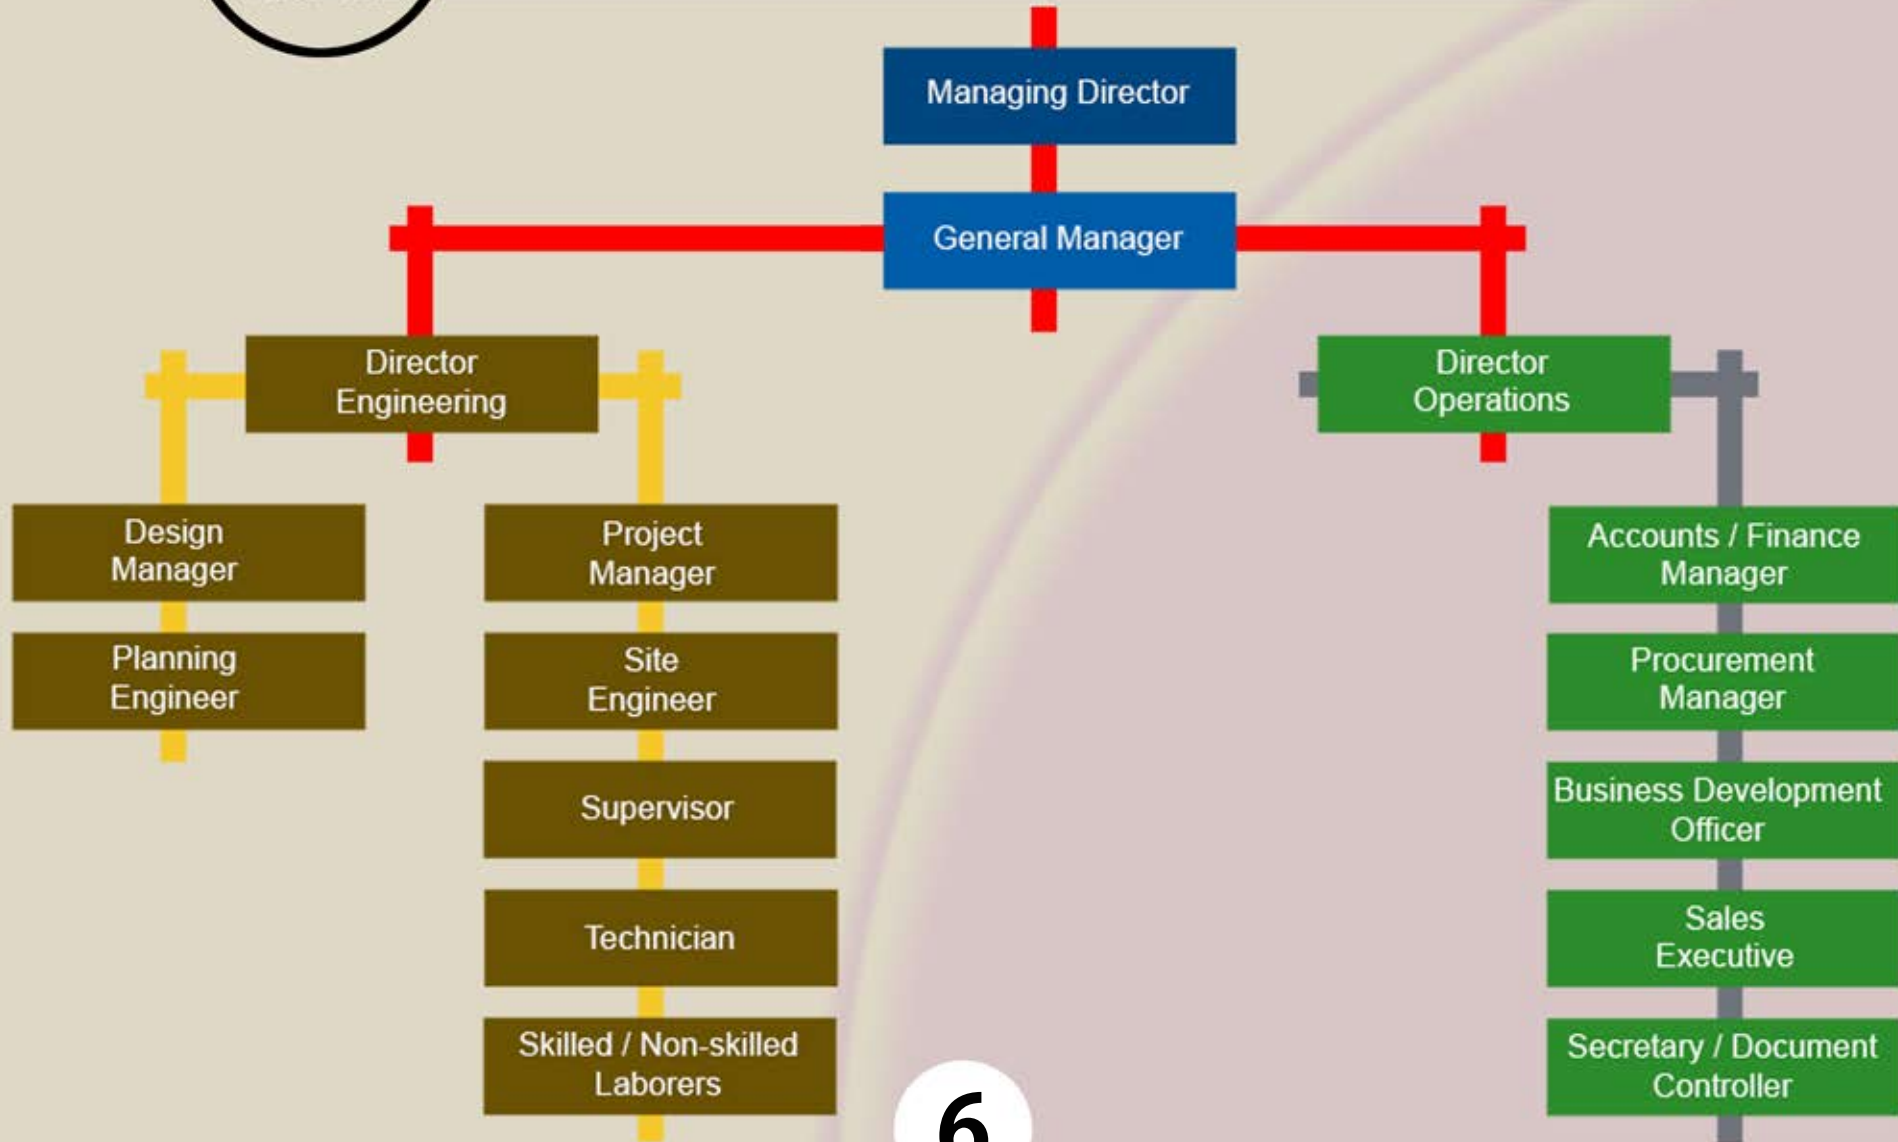 Managing Director
General Manager
Director
Engineering
Director
Operations
Design
Manager
Planning
Engineer
Project
Manager
Site
Engineer
Supervisor
Technician
Skilled / Non-skilled
Laborers
Accounts / Finance
Manager
Procurement
Manager
Business Development
Officer
Sales
Executive
Secretary / Document
Controller
6